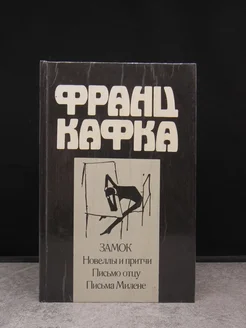 ФРАНЦ
КАФКА
ЗАМОК
Новеллы и притчи
Письмо отцу
Письма Милене